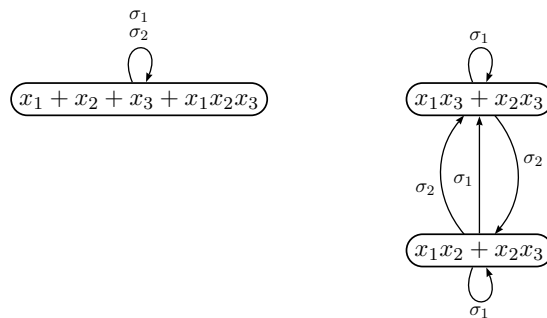 σ₁
σ₂
x₁ + x₂ + x₃ + x₁x₂x₃
σ₁
x₁x₃ + x₂x₃
σ₂
σ₁
σ₂
x₁x₂ + x₂x₃
σ₁